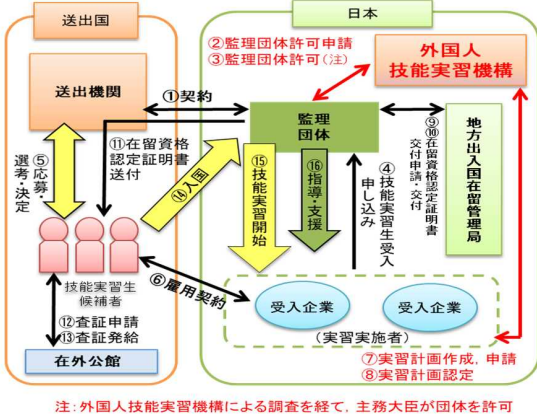 送出国
日本
②監理団体許可申請
③監理団体許可(注)
外国人
技能実習機構
送出機関
①契約
監理
団体
⑨⑩在留資格認定証明書
交付申請・交付
地方出入国在留管理局
⑤応募・
選考・決定
⑪在留資格
認定証明書
送付
⑭入国
⑮技能実習開始
⑯指導・支援
④技能実習生受入
申し込み
技能実習生
候補者
⑥雇用契約
受入企業
受入企業
(実習実施者)
⑫査証申請
⑬査証発給
在外公館
⑦実習計画作成，申請
⑧実習計画認定
注：外国人技能実習機構による調査を経て，主務大臣が団体を許可